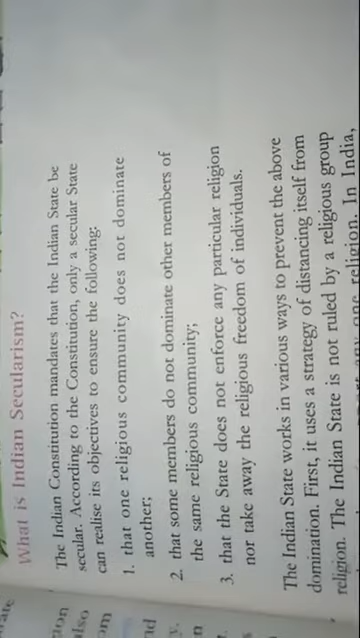 What is Indian Secularism?
The Indian Constitution mandates that the Indian State be
secular. According to the Constitution, only a secular State
can realise its objectives to ensure the following:
1. that one religious community does not dominate
another;
2. that some members do not dominate other members of
the same religious community;
3. that the State does not enforce any particular religion
nor take away the religious freedom of individuals.
The Indian State works in various ways to prevent the above
domination. First, it uses a strategy of distancing itself from
religion. The Indian State is not ruled by a religious group
any one religion. In India,